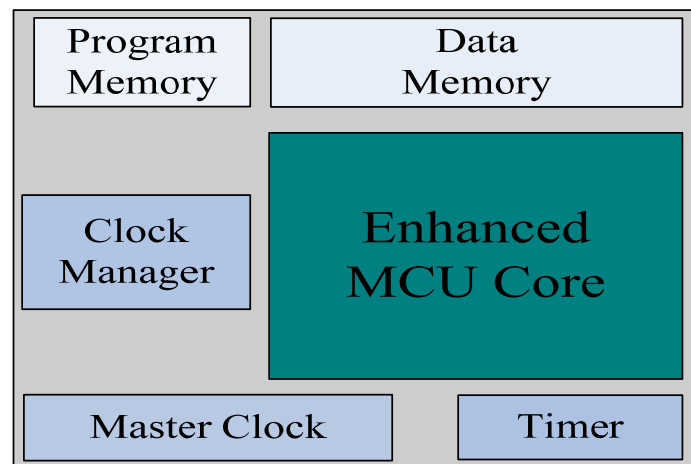 Program
Memory
Data
Memory
Clock
Manager
Enhanced
MCU Core
Master Clock
Timer